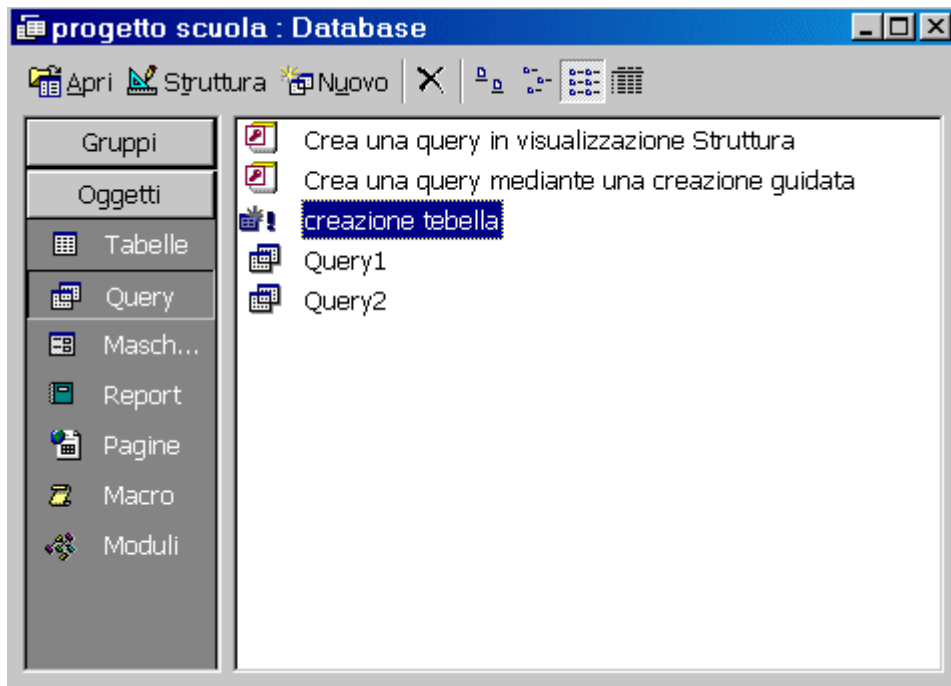 progetto scuola : Database
Apri Struttura Nuovo
Gruppi
Oggetti
Tabelle
Query
Masch...
Report
Pagine
Macro
Moduli
Crea una query in visualizzazione Struttura
Crea una query mediante una creazione guidata
creazione tebella
Query1
Query2